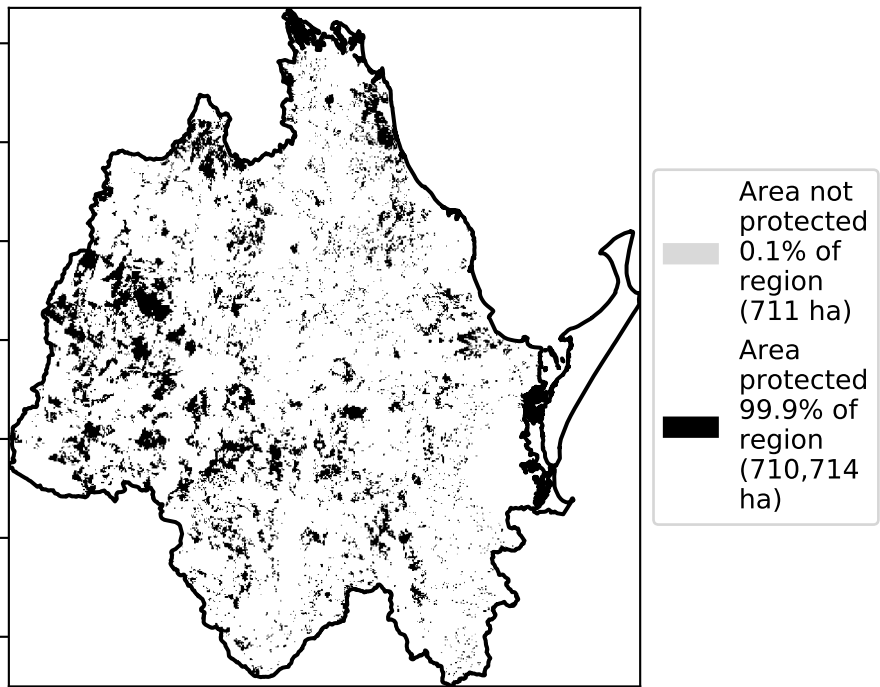 Area not
protected
0.1% of
region
(711 ha)
Area
protected
99.9% of
region
(710,714
ha)